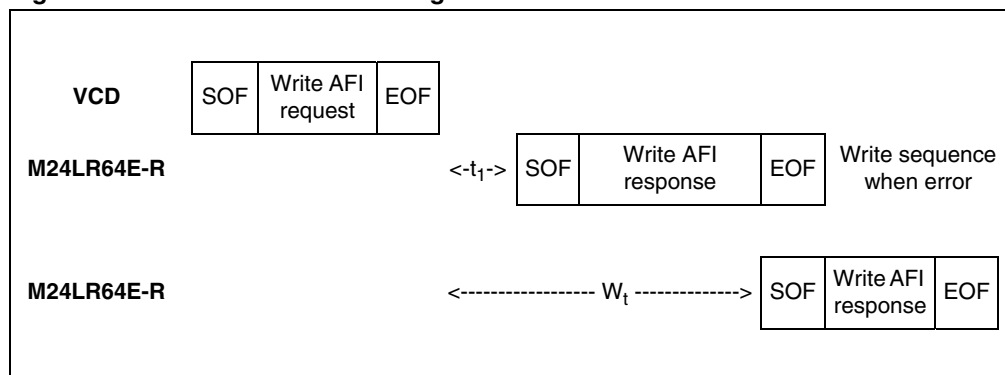 VCD SOF Write AFI request EOF
M24LR64E-R <-t1-> SOF Write AFI response EOF Write sequence when error
M24LR64E-R <------------------- Wt --------------> SOF Write AFI response EOF